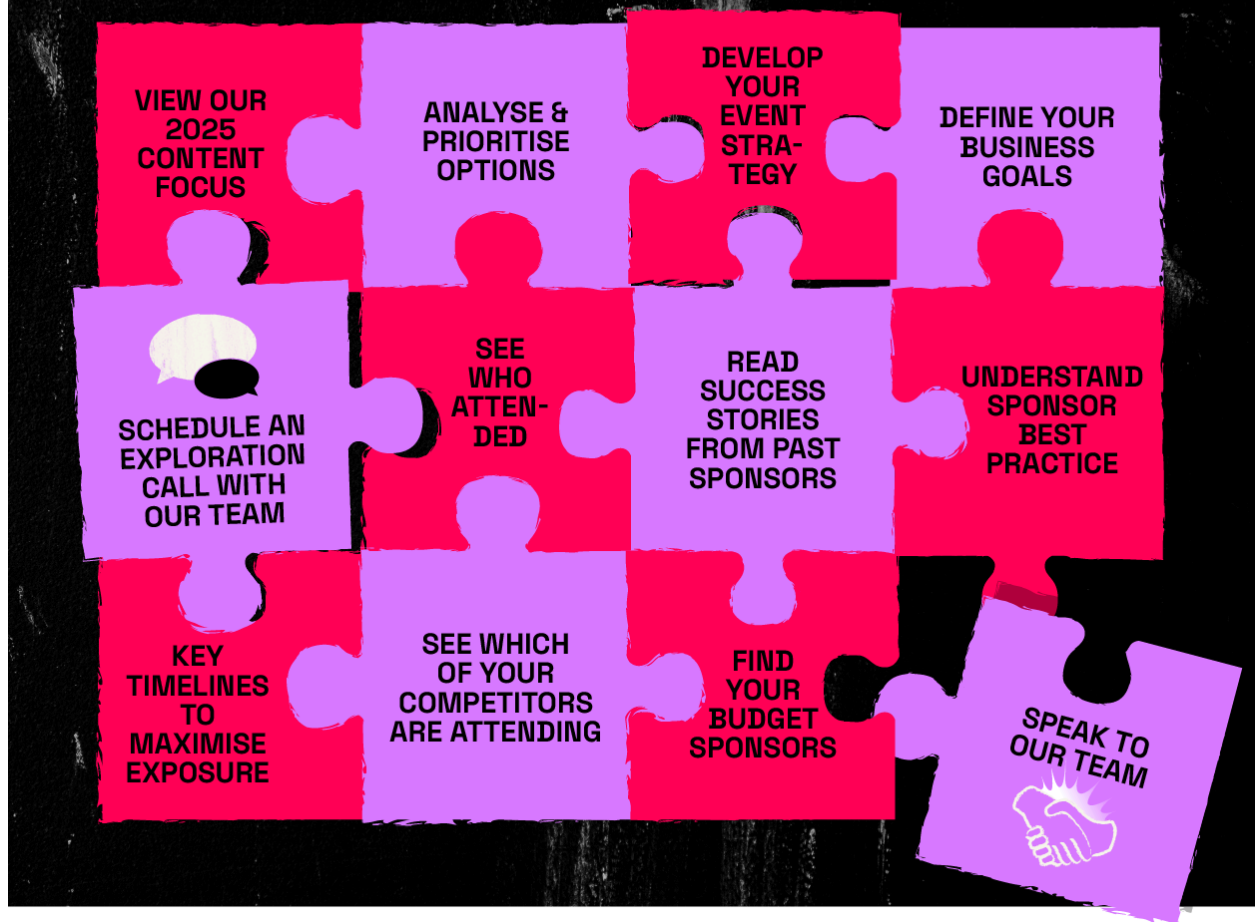 VIEW OUR
2025
CONTENT
FOCUS
ANALYSE &
PRIORITISE
OPTIONS
DEVELOP
YOUR
EVENT
STRA-
TEGY
DEFINE YOUR
BUSINESS
GOALS
SCHEDULE AN
EXPLORATION
CALL WITH
OUR TEAM
SEE
WHO
ATTEN-
DED
READ
SUCCESS
STORIES
FROM PAST
SPONSORS
UNDERSTAND
SPONSOR
BEST
PRACTICE
KEY
TIMELINES
TO
MAXIMISE
EXPOSURE
SEE WHICH
OF YOUR
COMPETITORS
ARE ATTENDING
FIND
YOUR
BUDGET
SPONSORS
SPEAK TO
OUR TEAM